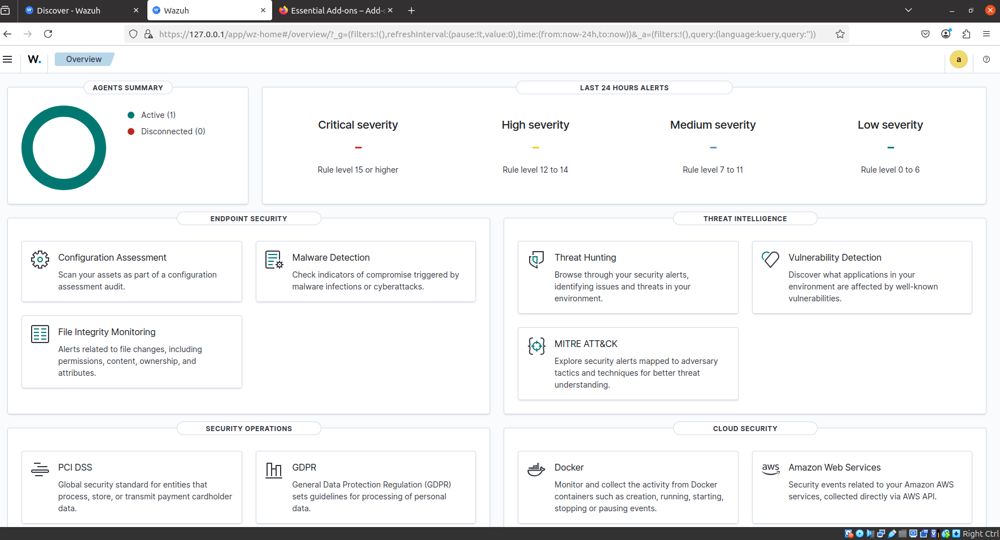 Discover - Wazuh
Wazuh
Essential Add-ons – Add-
https://127.0.0.1/app/wz-home#/overview/?_g=(filters:!(),refreshInterval:(pause:!t,value:0),time:(from:now-24h,to:now))&_a=(filters:!(),query:(language:kuery,query:''))
W.
Overview
a
AGENTS SUMMARY
Active (1)
Disconnected (0)
LAST 24 HOURS ALERTS
Critical severity
-
Rule level 15 or higher
High severity
-
Rule level 12 to 14
Medium severity
-
Rule level 7 to 11
Low severity
-
Rule level 0 to 6
ENDPOINT SECURITY
Configuration Assessment
Scan your assets as part of a configuration
assessment audit.
Malware Detection
Check indicators of compromise triggered by
malware infections or cyberattacks.
File Integrity Monitoring
Alerts related to file changes, including
permissions, content, ownership, and
attributes.
THREAT INTELLIGENCE
Threat Hunting
Browse through your security alerts,
identifying issues and threats in your
environment.
Vulnerability Detection
Discover what applications in your
environment are affected by well-known
vulnerabilities.
MITRE ATT&CK
Explore security alerts mapped to adversary
tactics and techniques for better threat
understanding.
SECURITY OPERATIONS
PCI DSS
Global security standard for entities that
process, store, or transmit payment cardholder
data.
GDPR
General Data Protection Regulation (GDPR)
sets guidelines for processing of personal
data.
CLOUD SECURITY
Docker
Monitor and collect the activity from Docker
containers such as creation, running, starting,
stopping or pausing events.
aws
Amazon Web Services
Security events related to your Amazon AWS
services, collected directly via AWS API.
Right Ctrl